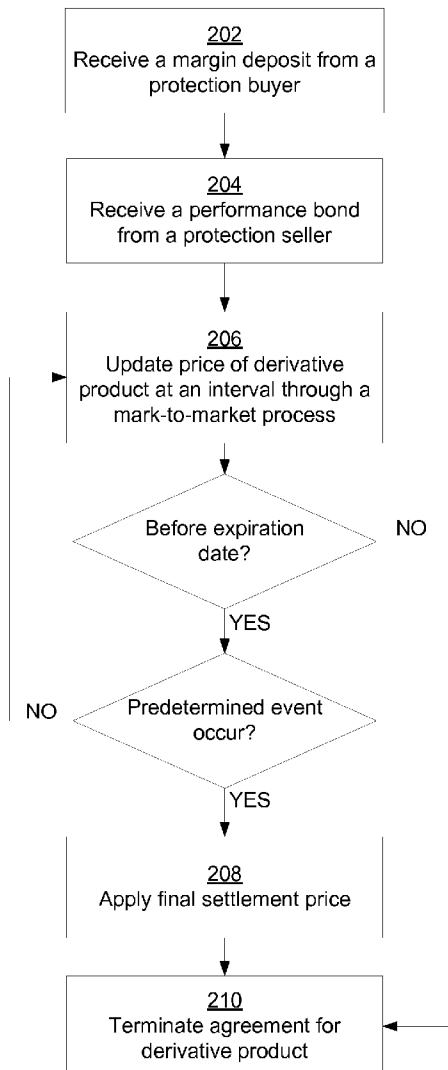 202
Receive a margin deposit from a
protection buyer
204
Receive a performance bond
from a protection seller
206
Update price of derivative
product at an interval through a
mark-to-market process
Before expiration
date?
NO
YES
Predetermined event
occur?
NO
YES
208
Apply final settlement price
210
Terminate agreement for
derivative product